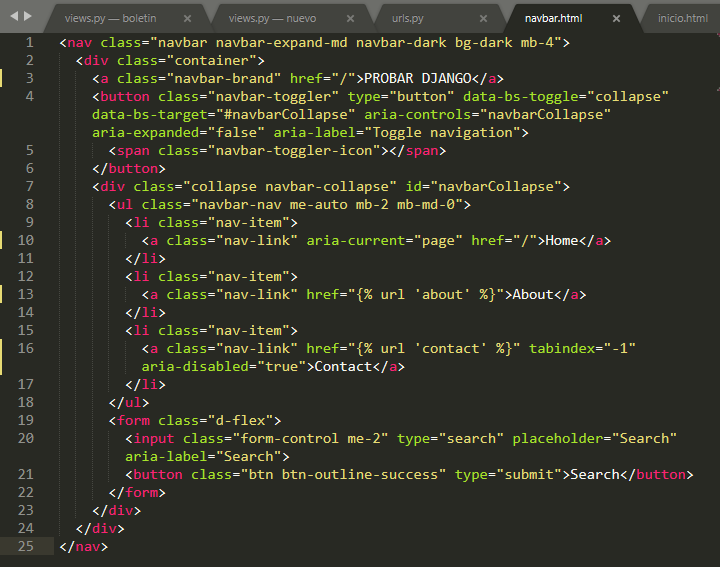 views.py — boletin
views.py — nuevo
urls.py
navbar.html
inicio.html
1 <nav class="navbar navbar-expand-md navbar-dark bg-dark mb-4">
2 <div class="container">
3 <a class="navbar-brand" href="/">PROBAR DJANGO</a>
4 <button class="navbar-toggler" type="button" data-bs-toggle="collapse"
data-bs-target="#navbarCollapse" aria-controls="navbarCollapse"
aria-expanded="false" aria-label="Toggle navigation">
5 <span class="navbar-toggler-icon"></span>
6 </button>
7 <div class="collapse navbar-collapse" id="navbarCollapse">
8 <ul class="navbar-nav me-auto mb-2 mb-md-0">
9 <li class="nav-item">
10 <a class="nav-link" aria-current="page" href="/">Home</a>
11 </li>
12 <li class="nav-item">
13 <a class="nav-link" href="{% url 'about' %}">About</a>
14 </li>
15 <li class="nav-item">
16 <a class="nav-link" href="{% url 'contact' %}" tabindex="-1"
aria-disabled="true">Contact</a>
17 </li>
18 </ul>
19 <form class="d-flex">
20 <input class="form-control me-2" type="search" placeholder="Search"
aria-label="Search">
21 <button class="btn btn-outline-success" type="submit">Search</button>
22 </form>
23 </div>
24 </div>
25 </nav>